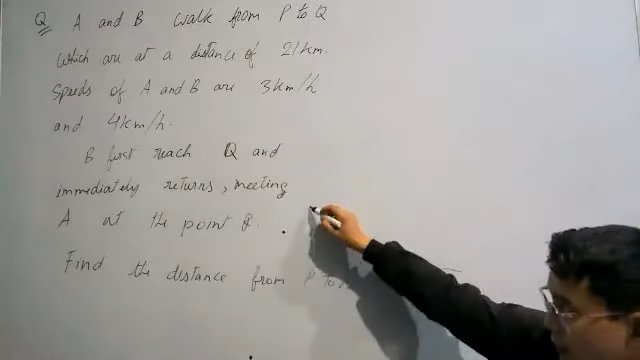 Q A and B walk from P to Q
which are at a distance of 21km.
Speeds of A and B are 3km/h
and 4km/h.
B first reach Q and
immediately returns, meeting
A at the point
Find the distance from P to